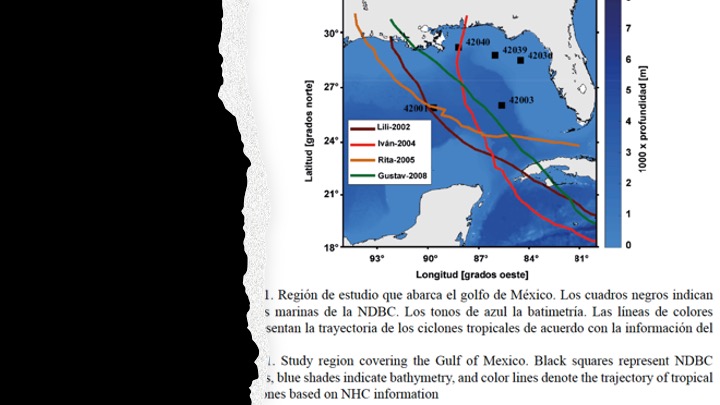 30°
27°
24°
21°
18°
93°
90°
87°
84°
81°
Latitud [grados norte]
Longitud [grados oeste]
42040
42039
42001
42003
Lili-2002
Iván-2004
Rita-2005
Gustav-2008
7
6
5
4
3
2
1
0
1000 x profundidad [m]
1. Región de estudio que abarca el golfo de México. Los cuadros negros indican
s marinas de la NDBC. Los tonos de azul la batimetría. Las líneas de colores
sentan la trayectoria de los ciclones tropicales de acuerdo con la información del
1. Study region covering the Gulf of Mexico. Black squares represent NDBC
s, blue shades indicate bathymetry, and color lines denote the trajectory of tropical
ones based on NHC information